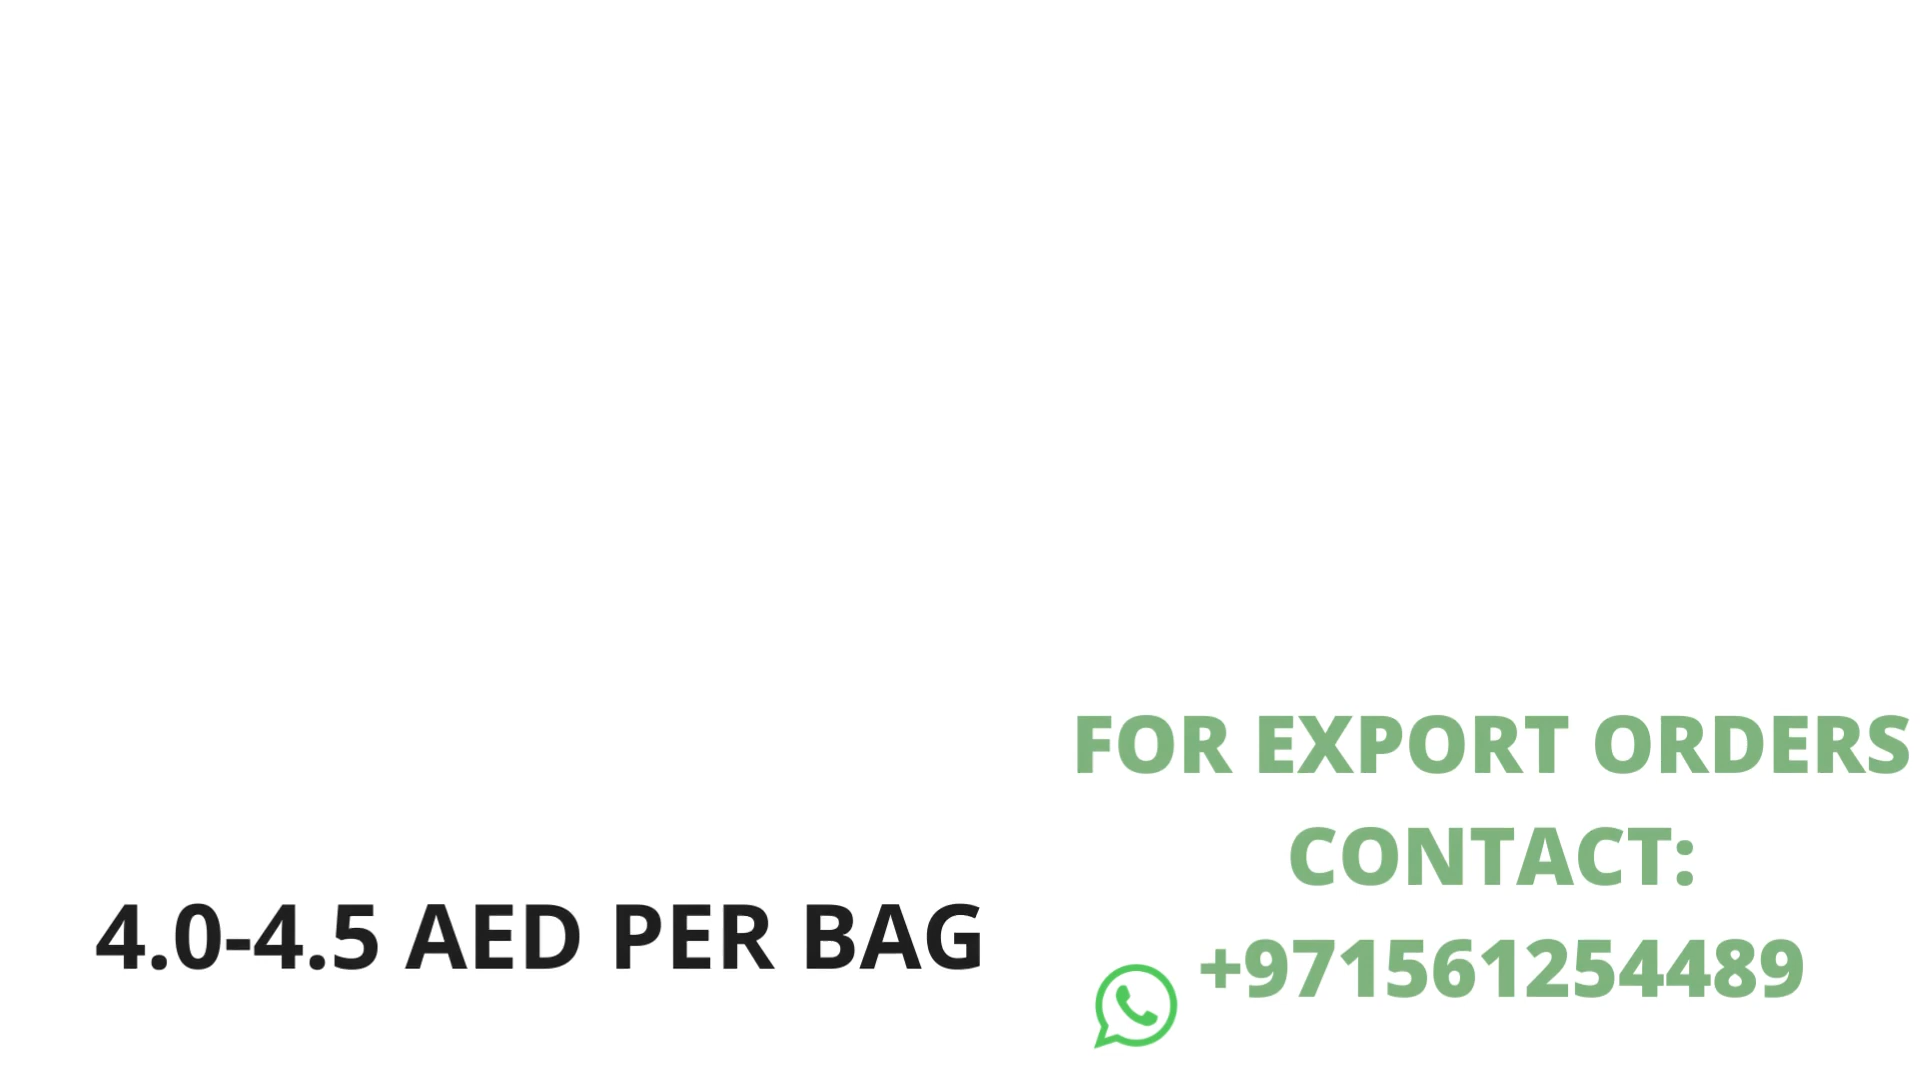 4.0-4.5 AED PER BAG
FOR EXPORT ORDERS
CONTACT:
+971561254489